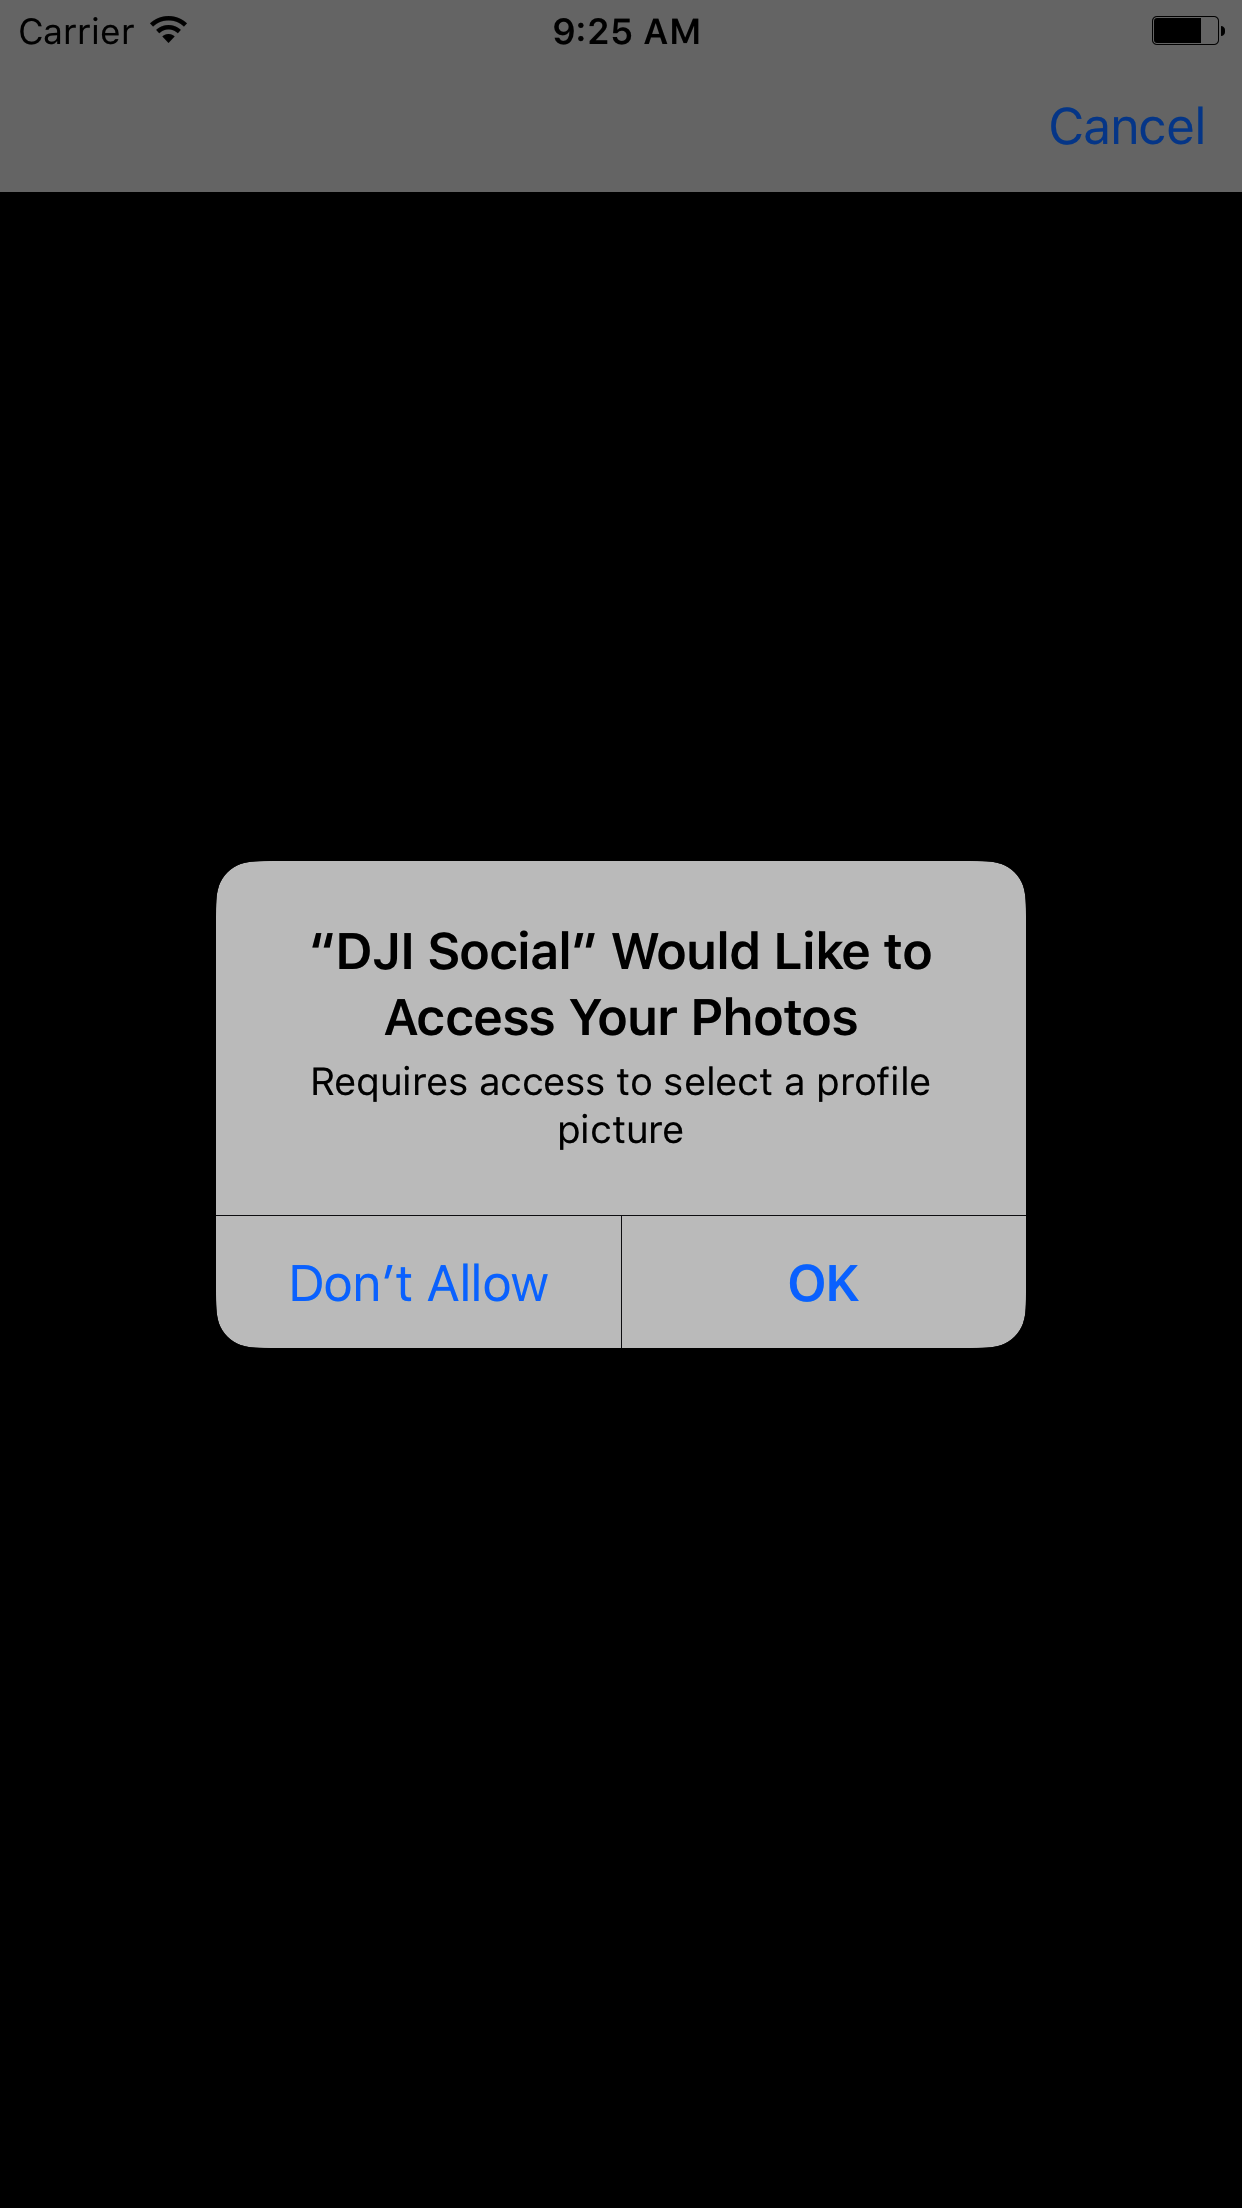 Carrier 9:25 AM
Cancel
“DJI Social” Would Like to
Access Your Photos
Requires access to select a profile
picture
Don’t Allow OK